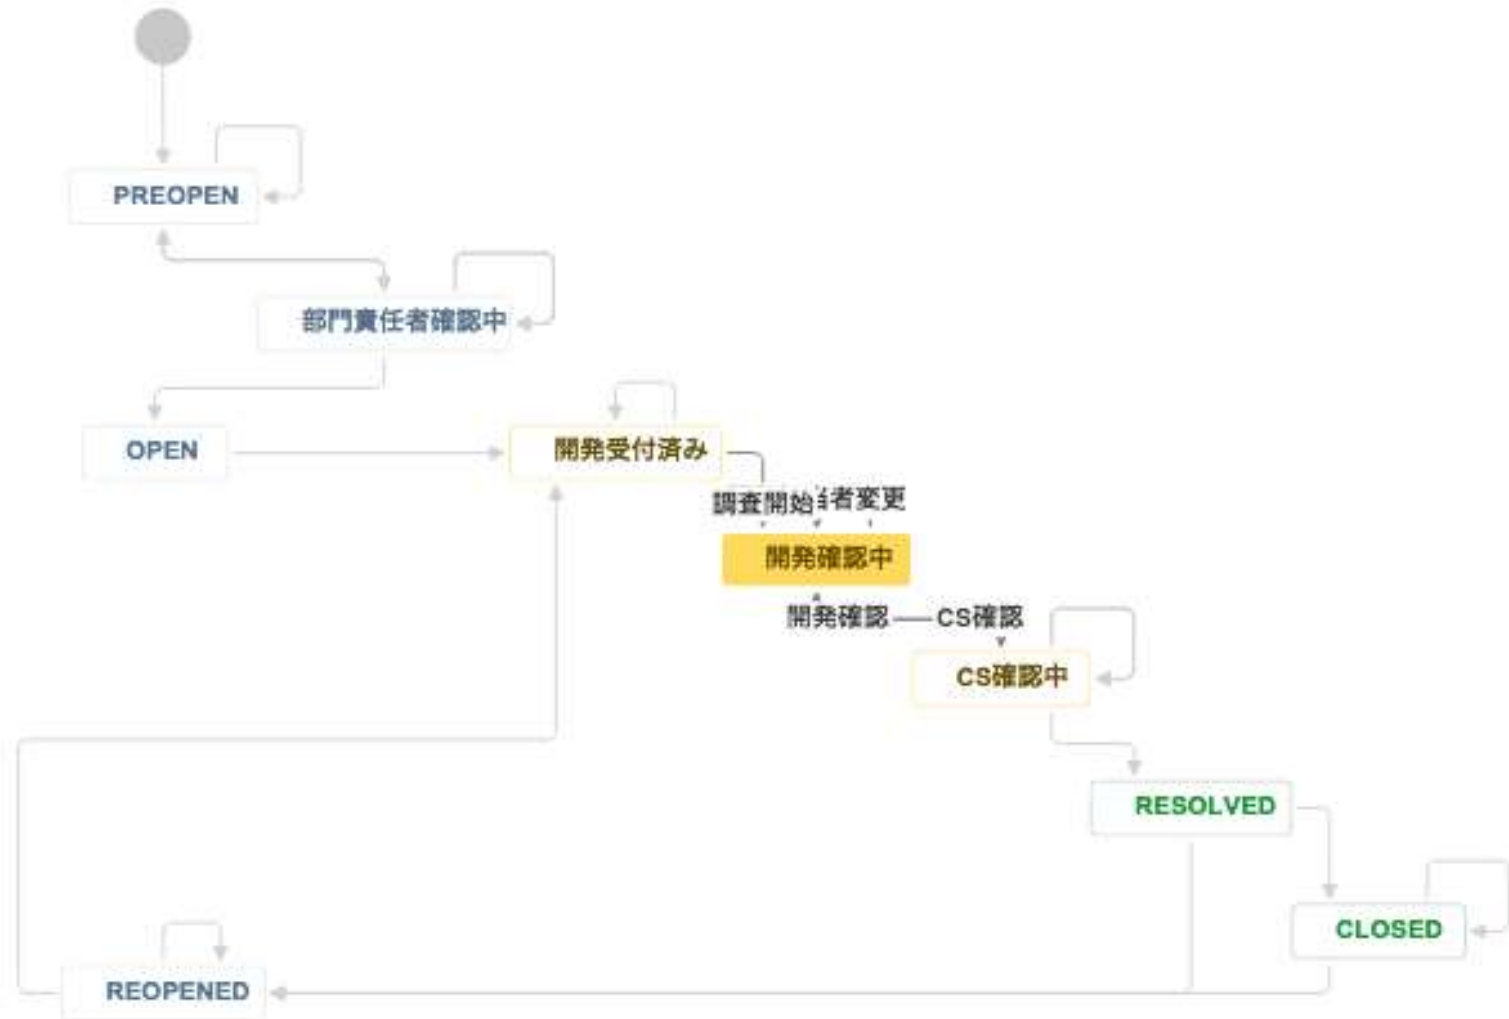 PREOPEN
部門責任者確認中
OPEN
開発受付済み
調査開始
者変更
開発確認中
開発確認
CS確認
CS確認中
RESOLVED
CLOSED
REOPENED